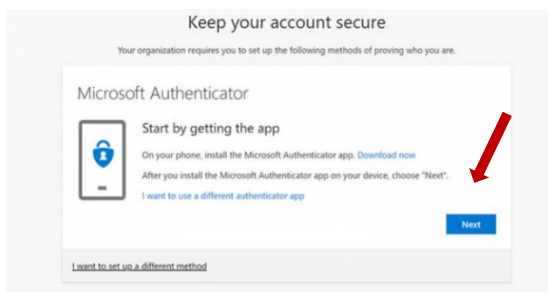 Keep your account secure
Your organization requires you to set up the following methods of proving who you are.
Microsoft Authenticator
Start by getting the app
On your phone, install the Microsoft Authenticator app. Download now
After you install the Microsoft Authenticator app on your device, choose "Next".
I want to use a different authenticator app
Next
I want to set up a different method